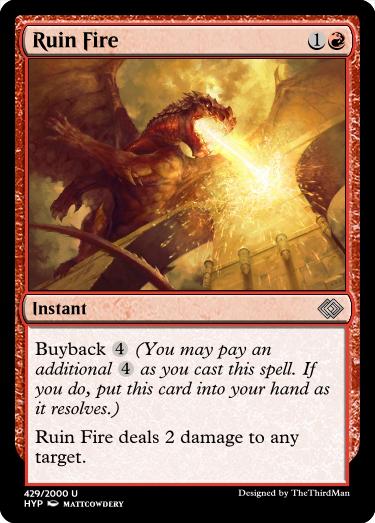 Ruin Fire 1
Instant
Buyback 4 (You may pay an
additional 4 as you cast this spell. If
you do, put this card into your hand as
it resolves.)
Ruin Fire deals 2 damage to any
target.
429/2000 U
HYP MATTCOWDERY
Designed by TheThirdMan